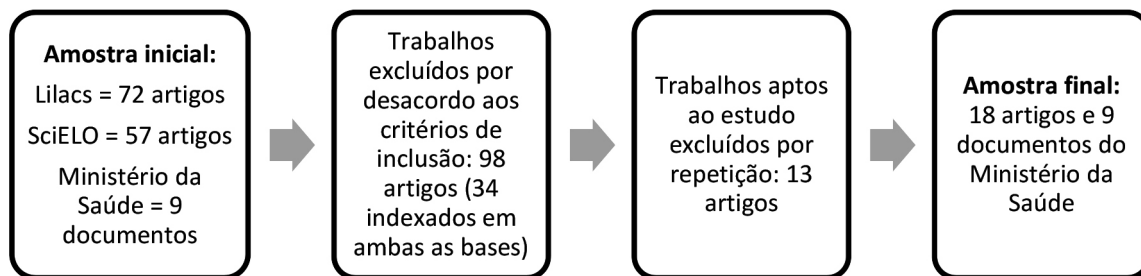 Amostra inicial:
Lilacs = 72 artigos
SciELO = 57 artigos
Ministério da
Saúde = 9
documentos
Trabalhos
excluídos por
desacordo aos
critérios de
inclusão: 98
artigos (34
indexados em
ambas as bases)
Trabalhos aptos
ao estudo
excluídos por
repetição: 13
artigos
Amostra final:
18 artigos e 9
documentos do
Ministério da
Saúde